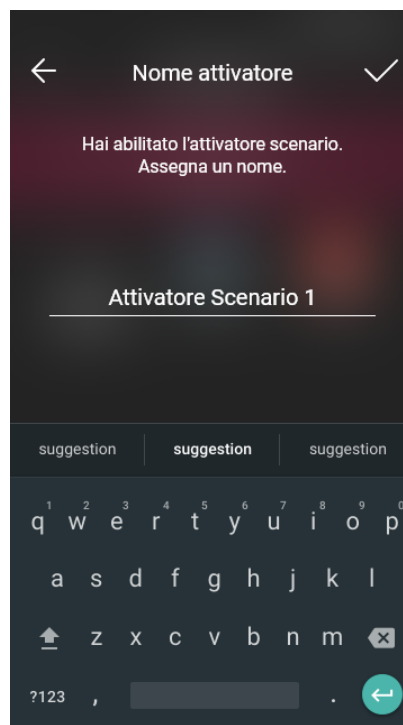 Nome attivatore
Hai abilitato l'attivatore scenario.
Assegna un nome.
Attivatore Scenario 1
suggestion suggestion suggestion
1 2 3 4 5 6 7 8 9 0
q w e r t y u i o p
a s d f g h j k l
z x c v b n m
?123 , .